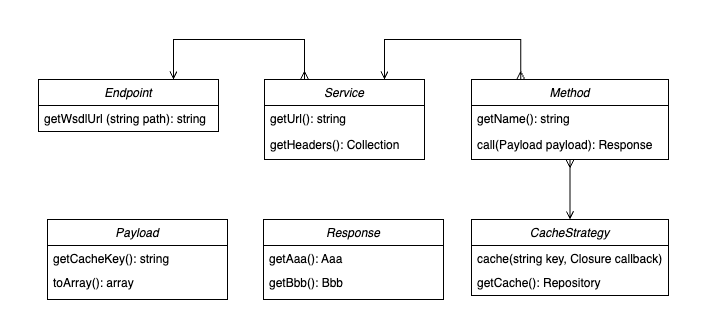 Endpoint
getWsdlUrl (string path): string
Service
getUrl(): string
getHeaders(): Collection
Method
getName(): string
call(Payload payload): Response
Payload
getCacheKey(): string
toArray(): array
Response
getAaa(): Aaa
getBbb(): Bbb
CacheStrategy
cache(string key, Closure callback)
getCache(): Repository